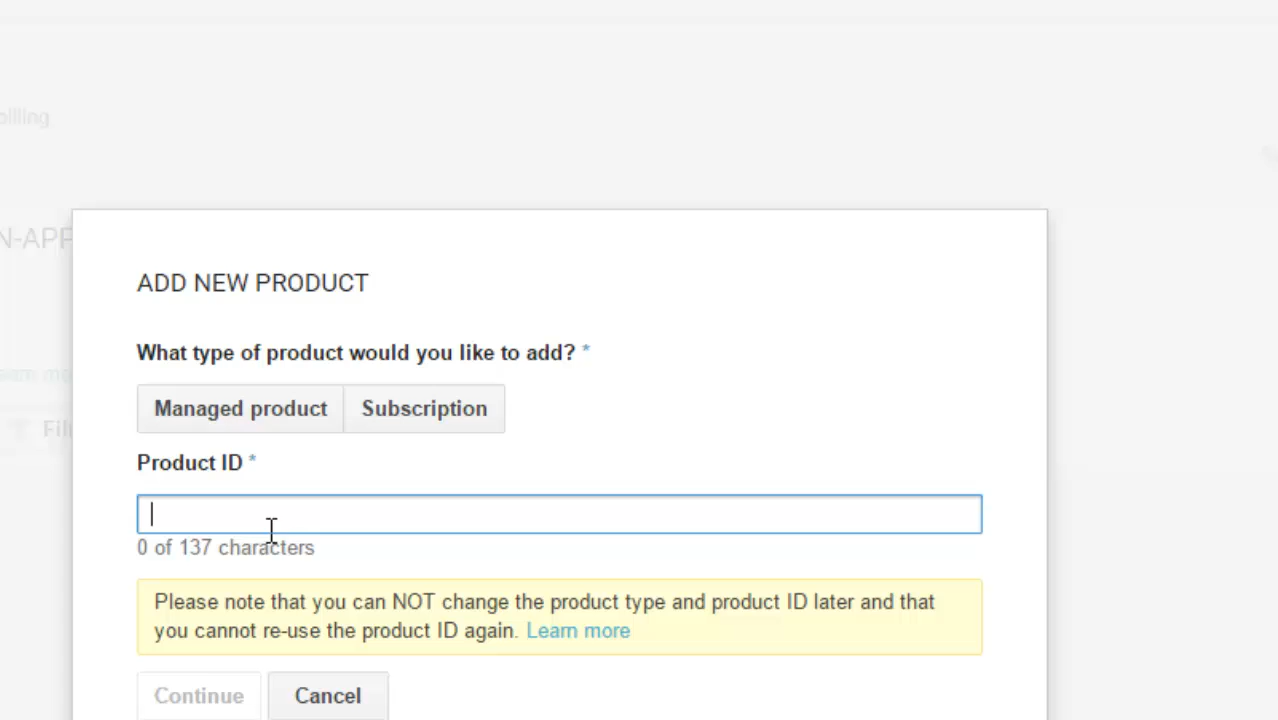 billing
N-APP
ADD NEW PRODUCT
What type of product would you like to add? *
Managed product
Subscription
Product ID *
0 of 137 characters
Please note that you can NOT change the product type and product ID later and that
you cannot re-use the product ID again. Learn more
Continue
Cancel